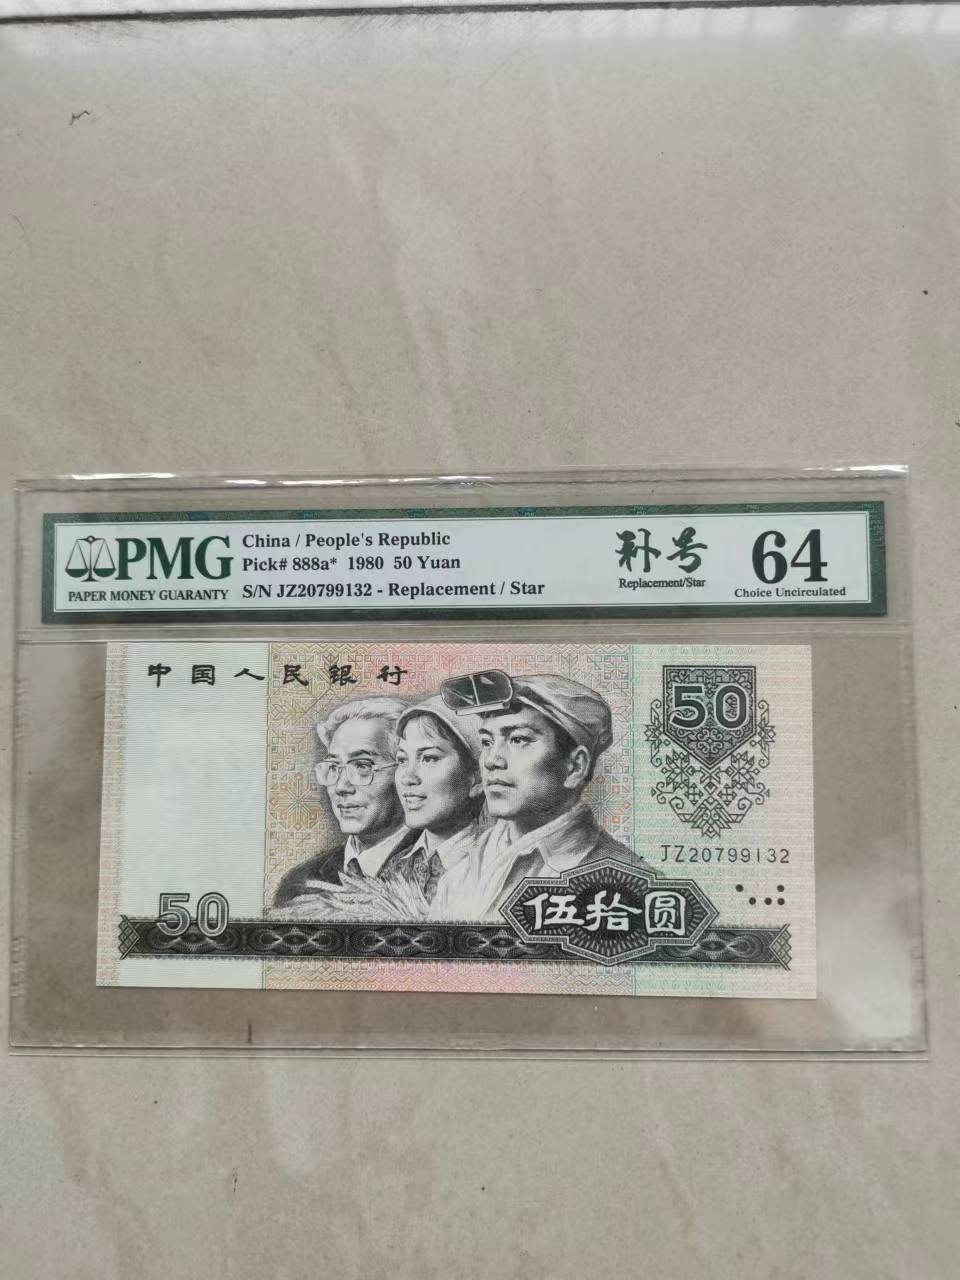 PMG
PAPER MONEY GUARANTY
China / People's Republic
Pick# 888a* 1980 50 Yuan
S/N JZ20799132 - Replacement / Star
补号
Replacement/Star
64
Choice Uncirculated
中国人民银行
50
JZ20799132
50
伍拾圆